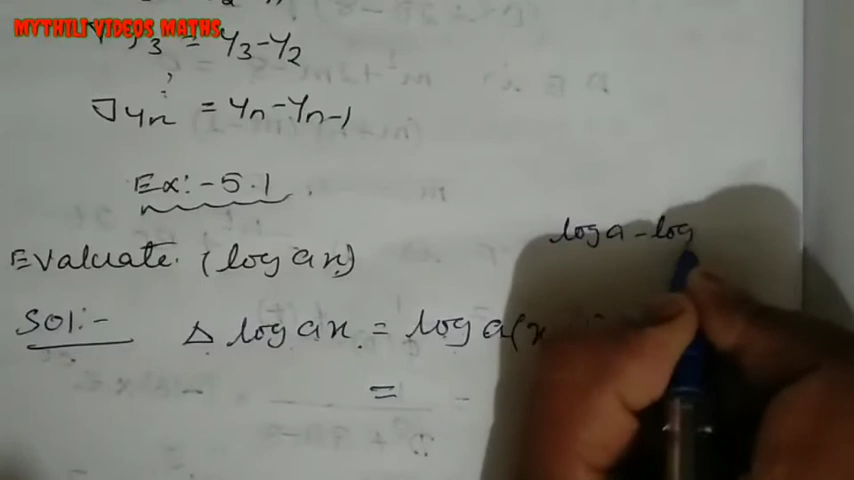 MYTHILI VIDEOS MATHS
3 = y3-y2
∇yn = yn-yn-1
Ex:-5.1
Evaluate (log ax)
log a - log
Sol:-
Δ log ax = log a(x
=